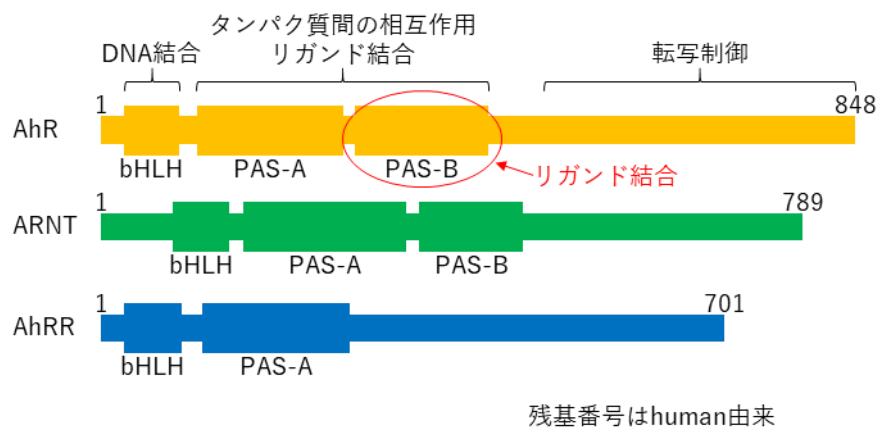 タンパク質間の相互作用
DNA結合 リガンド結合 転写制御
1 848
AhR
bHLH PAS-A PAS-B リガンド結合
1 789
ARNT
bHLH PAS-A PAS-B
1 701
AhRR
bHLH PAS-A
残基番号はhuman由来